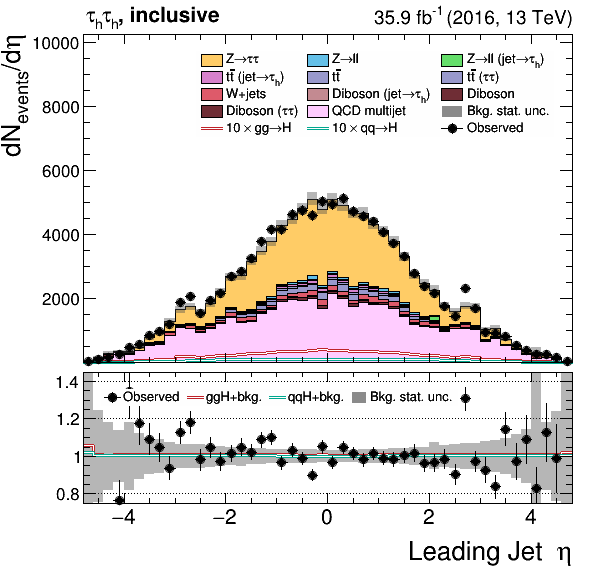 τhτh, inclusive 35.9 fb⁻¹ (2016, 13 TeV)
dNevents/dη
10000
8000
6000
4000
2000
Z→ττ Z→ll Z→ll (jet→τh)
tt̄ (jet→τh) tt̄ tt̄ (ττ)
W+jets Diboson (jet→τh) Diboson
Diboson (ττ) QCD multijet Bkg. stat. unc.
10 × gg→H 10 × qq→H Observed
1.4
1.2
1
0.8
Observed ggH+bkg. qqH+bkg. Bkg. stat. unc.
−4 −2 0 2 4
Leading Jet η